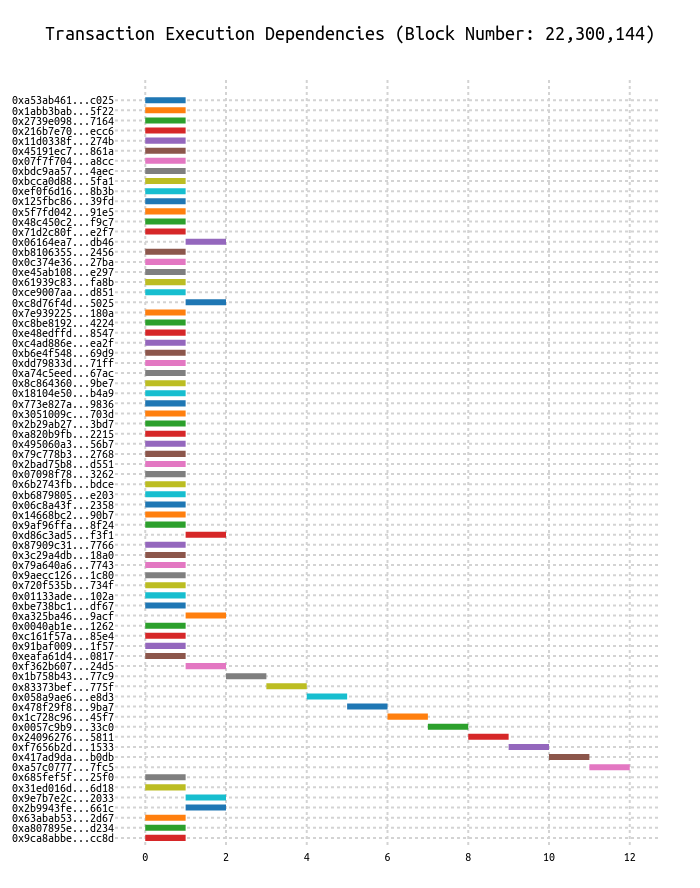 Transaction Execution Dependencies (Block Number: 22,300,144)
0xa53ab461...c025
0x1abb3bab...5f22
0x2739e098...7164
0x216b7e70...ecc6
0x11d0338f...274b
0x45191ec7...861a
0x07f7f704...a8cc
0xbdc9aa57...4aec
0xbcca0d88...5fa1
0xef0f6d16...8b3b
0x125fbc86...39fd
0x5f7fd042...91e5
0x48c450c2...f9c7
0x71d2c80f...e2f7
0x06164ea7...db46
0xb8106355...2456
0x0c374e36...27ba
0xe45ab108...e297
0x61939c83...fa8b
0xce9007aa...d851
0xc8d76f4d...5025
0x7e939225...180a
0xc8be8192...4224
0xe48edffd...8547
0xc4ad886e...ea2f
0xb6e4f548...69d9
0xdd79833d...71ff
0xa74c5eed...67ac
0x8c864360...9be7
0x18104e50...b4a9
0x773e827a...9836
0x3051009c...703d
0x2b29ab27...3bd7
0xa820b9fb...2215
0x495060a3...56b7
0x79c778b3...2768
0x2bad75b8...d551
0x07098f78...3262
0x6b2743fb...bdce
0xb6879805...e203
0x06c8a43f...2358
0x14668bc2...90b7
0x9af96ffa...8f24
0xd86c3ad5...f3f1
0x87909c31...7766
0x3c29a4db...18a0
0x79a640a6...7743
0x9aecc126...1c80
0x720f535b...734f
0x01133ade...102a
0xbe738bc1...df67
0xa325ba46...9acf
0x0040ab1e...1262
0xc161f57a...85e4
0x91baf009...1f57
0xeafa61d4...0817
0xf362b607...24d5
0x1b758b43...77c9
0x83373bef...775f
0x058a9ae6...e8d3
0x478f29f8...9ba7
0x1c728c96...45f7
0x0057c9b9...33c0
0x24096276...5811
0xf7656b2d...1533
0x417ad9da...b0db
0xa57c0777...7fc5
0x685fef5f...25f0
0x31ed016d...6d18
0x9e7b7e2c...2033
0x2b9943fe...661c
0x63abab53...2d67
0xa807895e...d234
0x9ca8abbe...cc8d
0 2 4 6 8 10 12